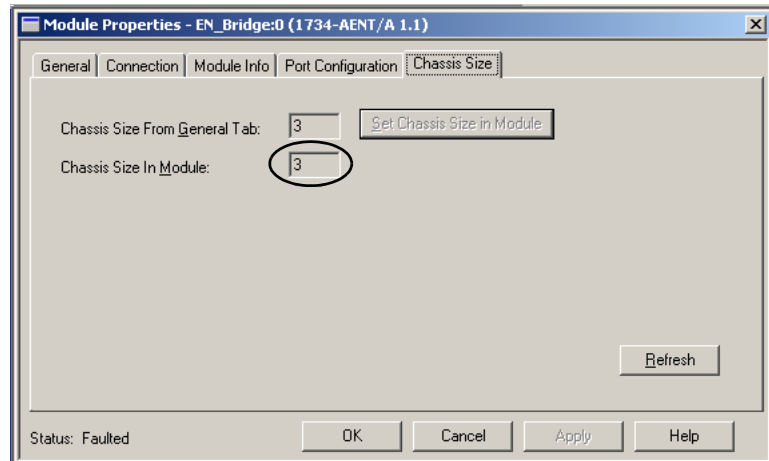 Module Properties - EN_Bridge:0 (1734-AENT/A 1.1)
General Connection Module Info Port Configuration Chassis Size
Chassis Size From General Tab: 3 Set Chassis Size in Module
Chassis Size In Module: 3
Refresh
Status: Faulted OK Cancel Apply Help